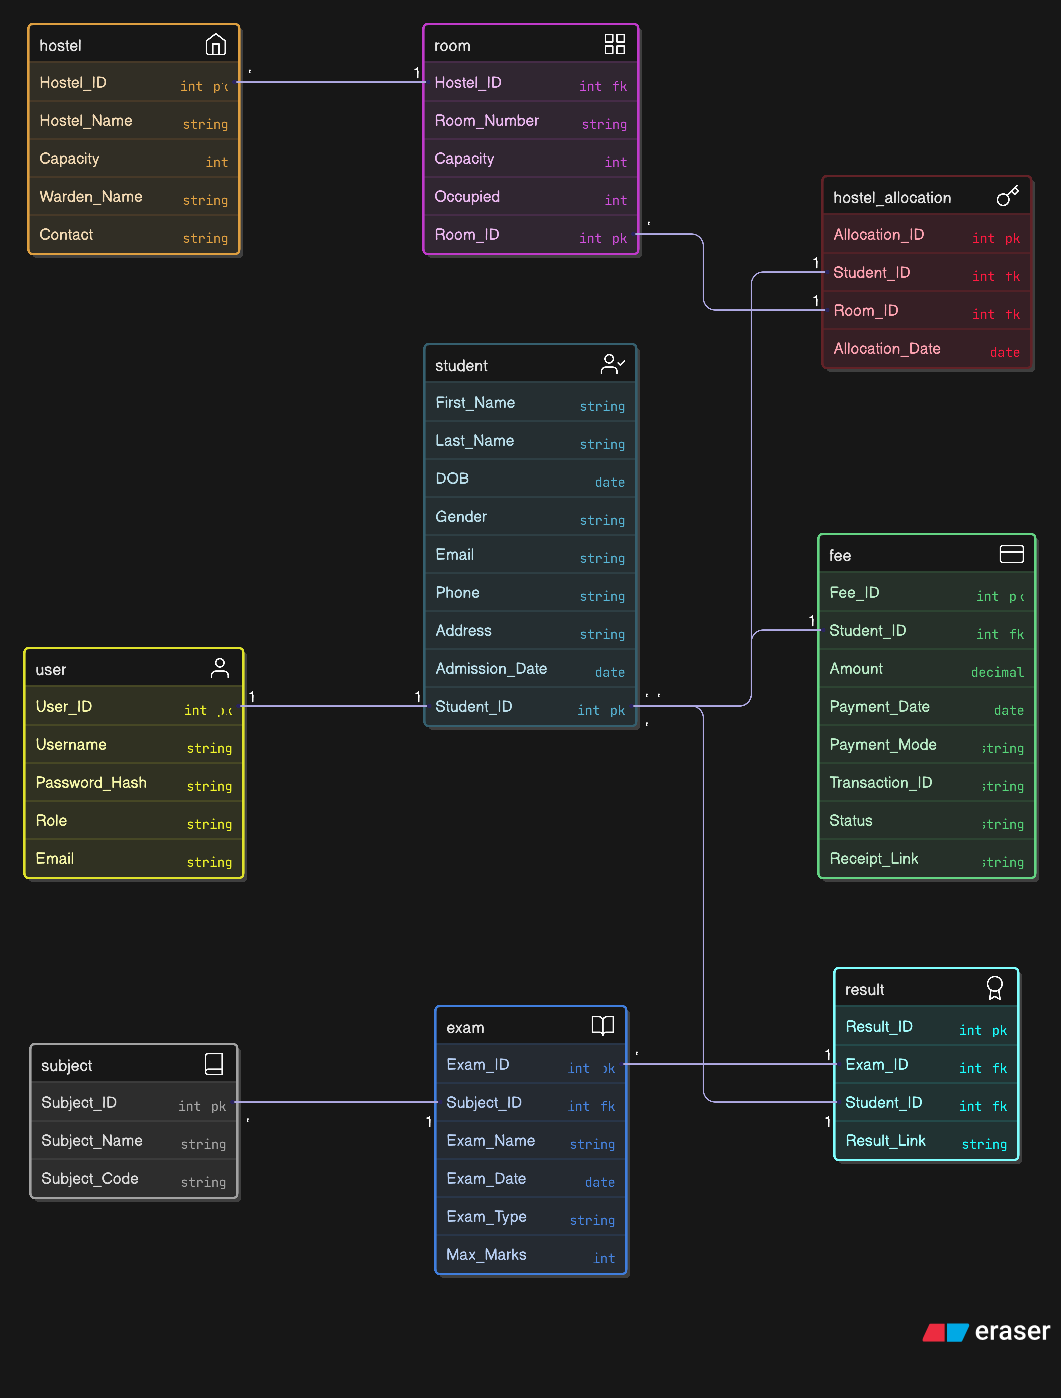 hostel
Hostel_ID int pk
Hostel_Name string
Capacity int
Warden_Name string
Contact string
room
Hostel_ID int fk
Room_Number string
Capacity int
Occupied int
Room_ID int pk
hostel_allocation
Allocation_ID int pk
Student_ID int fk
Room_ID int fk
Allocation_Date date
student
First_Name string
Last_Name string
DOB date
Gender string
Email string
Phone string
Address string
Admission_Date date
Student_ID int pk
fee
Fee_ID int pk
Student_ID int fk
Amount decimal
Payment_Date date
Payment_Mode string
Transaction_ID string
Status string
Receipt_Link string
user
User_ID int pk
Username string
Password_Hash string
Role string
Email string
subject
Subject_ID int pk
Subject_Name string
Subject_Code string
exam
Exam_ID int pk
Subject_ID int fk
Exam_Name string
Exam_Date date
Exam_Type string
Max_Marks int
result
Result_ID int pk
Exam_ID int fk
Student_ID int fk
Result_Link string
1
1
1
1
1
1
1
1
1
eraser